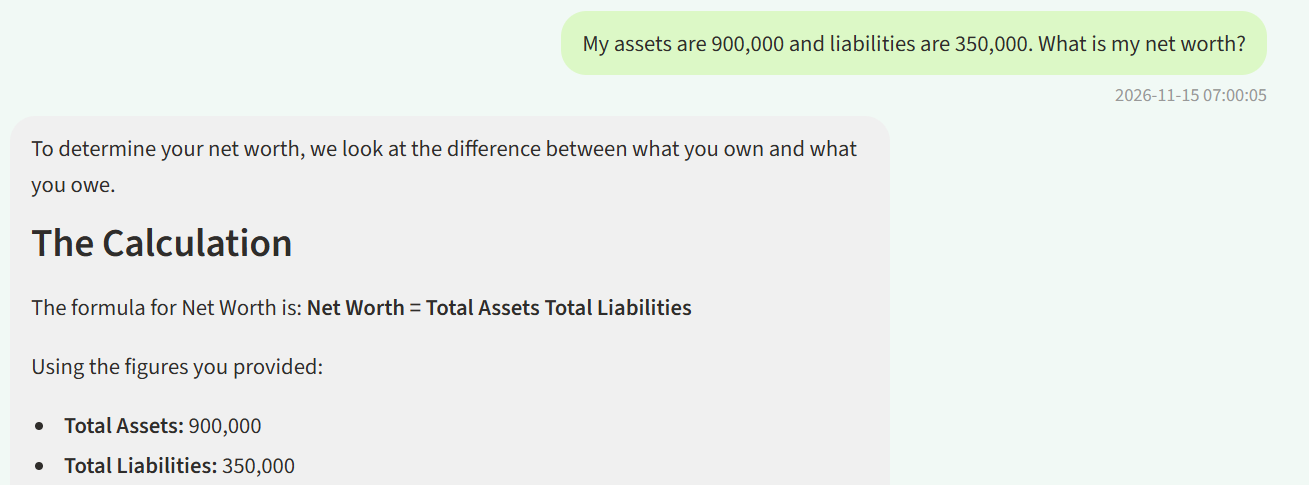 My assets are 900,000 and liabilities are 350,000. What is my net worth?
2026-11-15 07:00:05
To determine your net worth, we look at the difference between what you own and what
you owe.
The Calculation
The formula for Net Worth is: Net Worth = Total Assets Total Liabilities
Using the figures you provided:
• Total Assets: 900,000
• Total Liabilities: 350,000